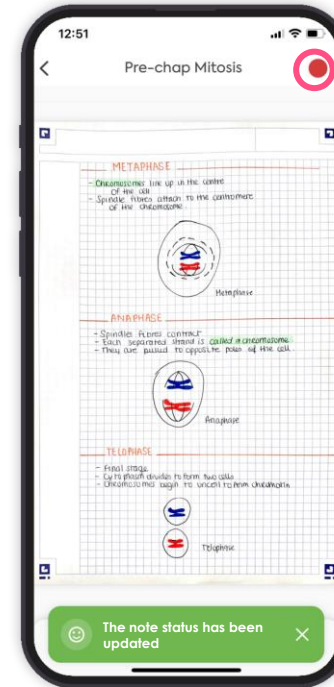 12:51
Pre-chap Mitosis
METAPHASE
- Chromosomes line up in the centre
of the cell
- Spindle fibres attach to the centromere
of the chromosome.
Metaphase
ANAPHASE
- Spindles fibres contract
- Each separated strand is called a chromosome
- They are pulled to opposite poles of the cell
Anaphase
TELOPHASE
- Final stage
- Cytoplasm divides to form two cells
- Chromosomes begin to uncoil to form chromatin
Telophase
The note status has been
updated